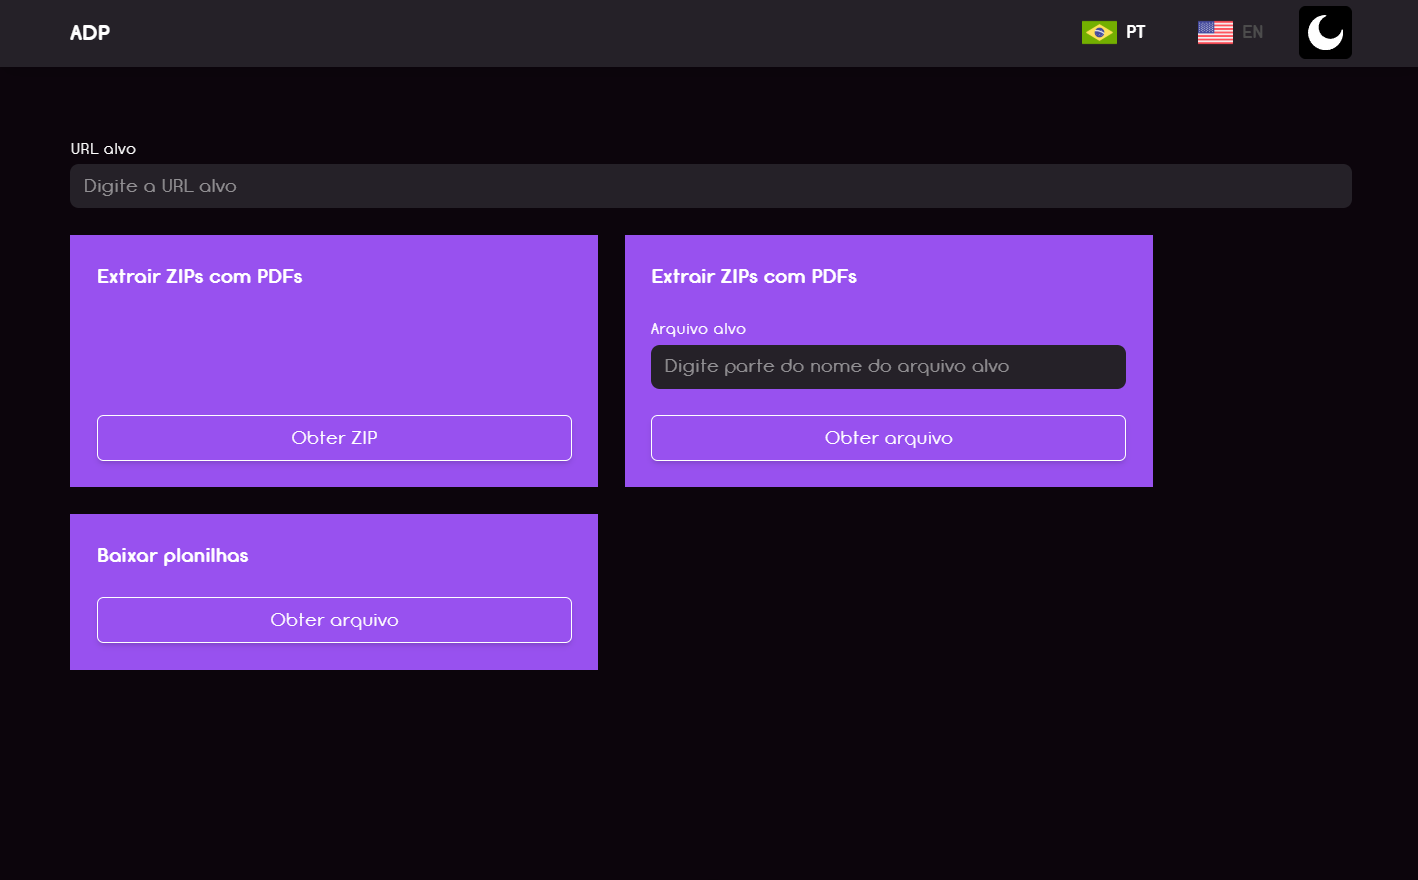 ADP
PT
EN
URL alvo
Digite a URL alvo
Extrair ZIPs com PDFs
Obter ZIP
Extrair ZIPs com PDFs
Arquivo alvo
Digite parte do nome do arquivo alvo
Obter arquivo
Baixar planilhas
Obter arquivo